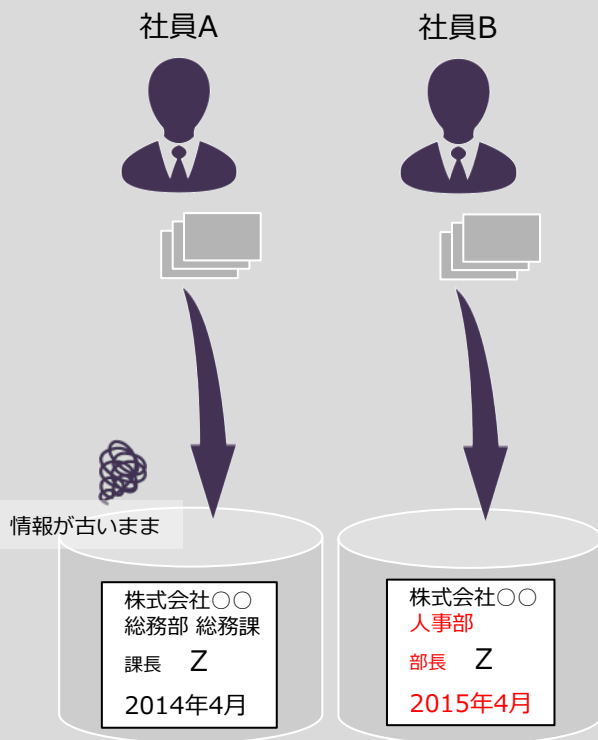 社員A
社員B
情報が古いまま
株式会社○○
総務部 総務課
課長 Z
2014年4月
株式会社○○
人事部
部長 Z
2015年4月